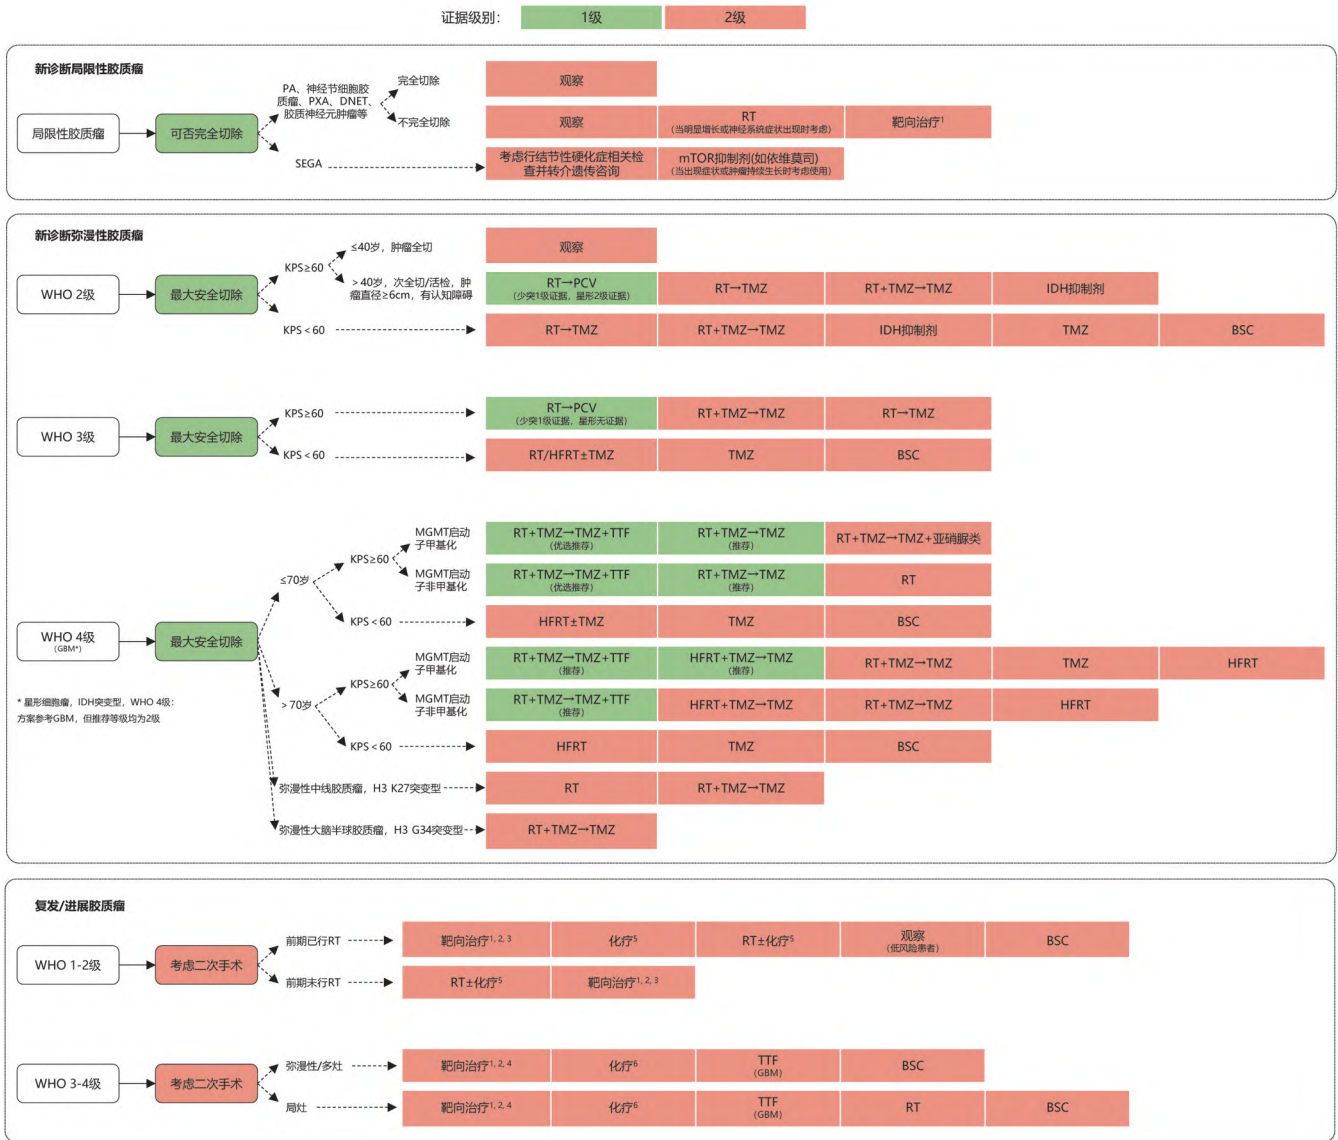 证据级别：
1级
2级
新诊断局限性胶质瘤
局限性胶质瘤
可否完全切除
PA、神经节细胞胶
质瘤、PXA、DNET、
胶质神经元肿瘤等
完全切除
观察
不完全切除
观察
RT
(当明显增长或神经系统症状出现时考虑)
靶向治疗1
SEGA
考虑行结节性硬化症相关检
查并转介遗传咨询
mTOR抑制剂(如依维莫司)
(当出现症状或肿瘤持续生长时考虑使用)
新诊断弥漫性胶质瘤
WHO 2级
最大安全切除
KPS≥60
≤40岁，肿瘤全切
观察
＞40岁，次全切/活检，肿
瘤直径≥6cm，有认知障碍
RT→PCV
(少突1级证据，星形2级证据)
RT→TMZ
RT+TMZ→TMZ
IDH抑制剂
KPS＜60
RT→TMZ
RT+TMZ→TMZ
IDH抑制剂
TMZ
BSC
WHO 3级
最大安全切除
KPS≥60
RT→PCV
(少突1级证据，星形无证据)
RT+TMZ→TMZ
RT→TMZ
KPS＜60
RT/HFRT±TMZ
TMZ
BSC
WHO 4级
(GBM*)
最大安全切除
≤70岁
KPS≥60
MGMT启动
子甲基化
RT+TMZ→TMZ+TTF
(优选推荐)
RT+TMZ→TMZ
(推荐)
RT+TMZ→TMZ+亚硝脲类
MGMT启动
子非甲基化
RT+TMZ→TMZ+TTF
(优选推荐)
RT+TMZ→TMZ
(推荐)
RT
KPS＜60
HFRT±TMZ
TMZ
BSC
＞70岁
KPS≥60
MGMT启动
子甲基化
RT+TMZ→TMZ+TTF
(推荐)
HFRT+TMZ→TMZ
(推荐)
RT+TMZ→TMZ
TMZ
HFRT
MGMT启动
子非甲基化
RT+TMZ→TMZ+TTF
(推荐)
HFRT+TMZ→TMZ
RT+TMZ→TMZ
HFRT
KPS＜60
HFRT
TMZ
BSC
* 星形细胞瘤，IDH突变型，WHO 4级：
方案参考GBM，但推荐等级均为2级
弥漫性中线胶质瘤，H3 K27突变型
RT
RT+TMZ→TMZ
弥漫性大脑半球胶质瘤，H3 G34突变型
RT+TMZ→TMZ
复发/进展胶质瘤
WHO 1-2级
考虑二次手术
前期已行RT
靶向治疗1, 2, 3
化疗5
RT±化疗5
观察
(低风险患者)
BSC
前期未行RT
RT±化疗5
靶向治疗1, 2, 3
WHO 3-4级
考虑二次手术
弥漫性/多灶
靶向治疗1, 2, 4
化疗6
TTF
(GBM)
BSC
局灶
靶向治疗1, 2, 4
化疗6
TTF
(GBM)
RT
BSC